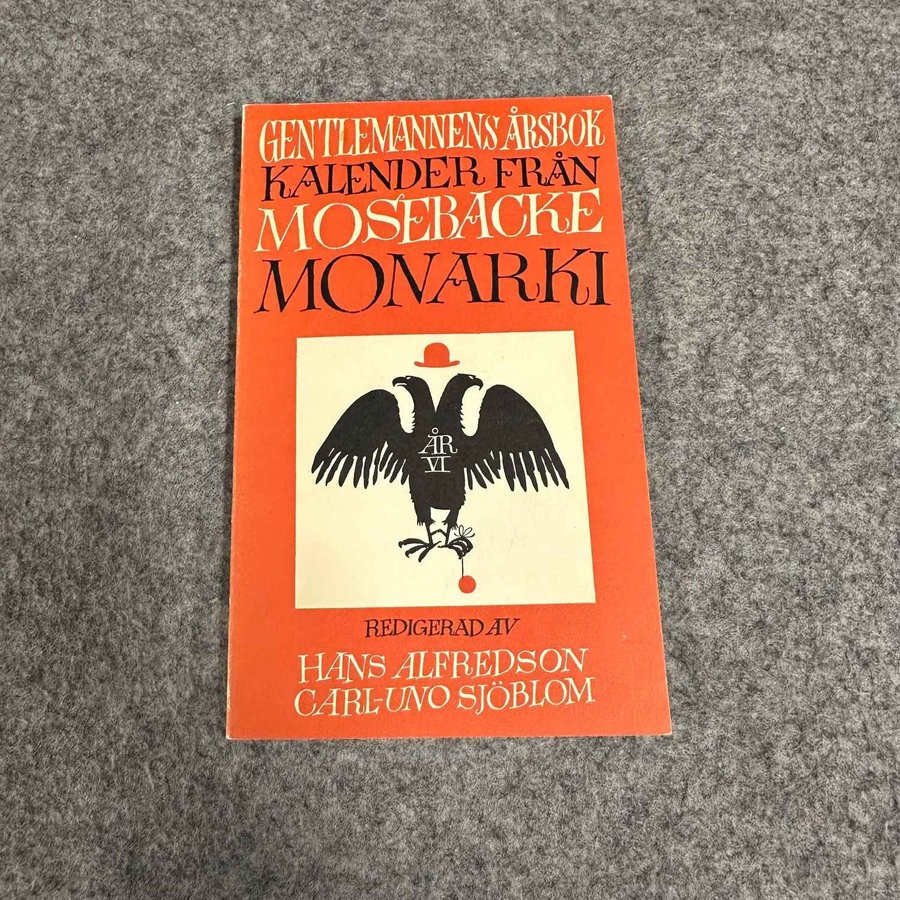 GENTLEMANNENS ÅRSBOK
KALENDER FRÅN
MOSEBACKE
MONARKI
ÅR
VI
REDIGERAD AV
HANS ALFREDSON
CARL-UNO SJÖBLOM